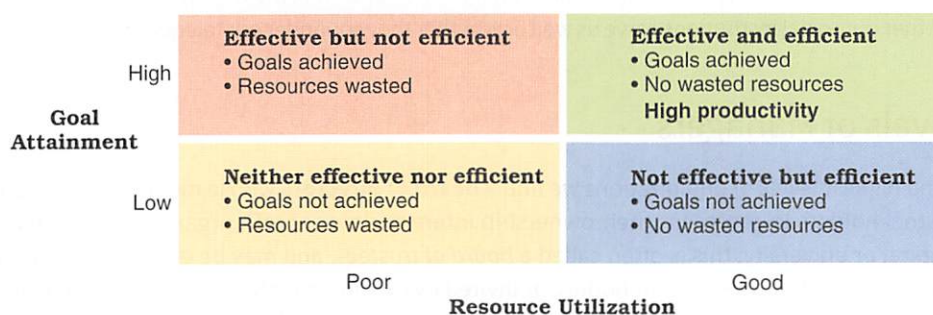 Effective but not efficient
• Goals achieved
• Resources wasted
Effective and efficient
• Goals achieved
• No wasted resources
High productivity
High
Goal
Attainment
Neither effective nor efficient
• Goals not achieved
• Resources wasted
Not effective but efficient
• Goals not achieved
• No wasted resources
Low
Poor
Good
Resource Utilization